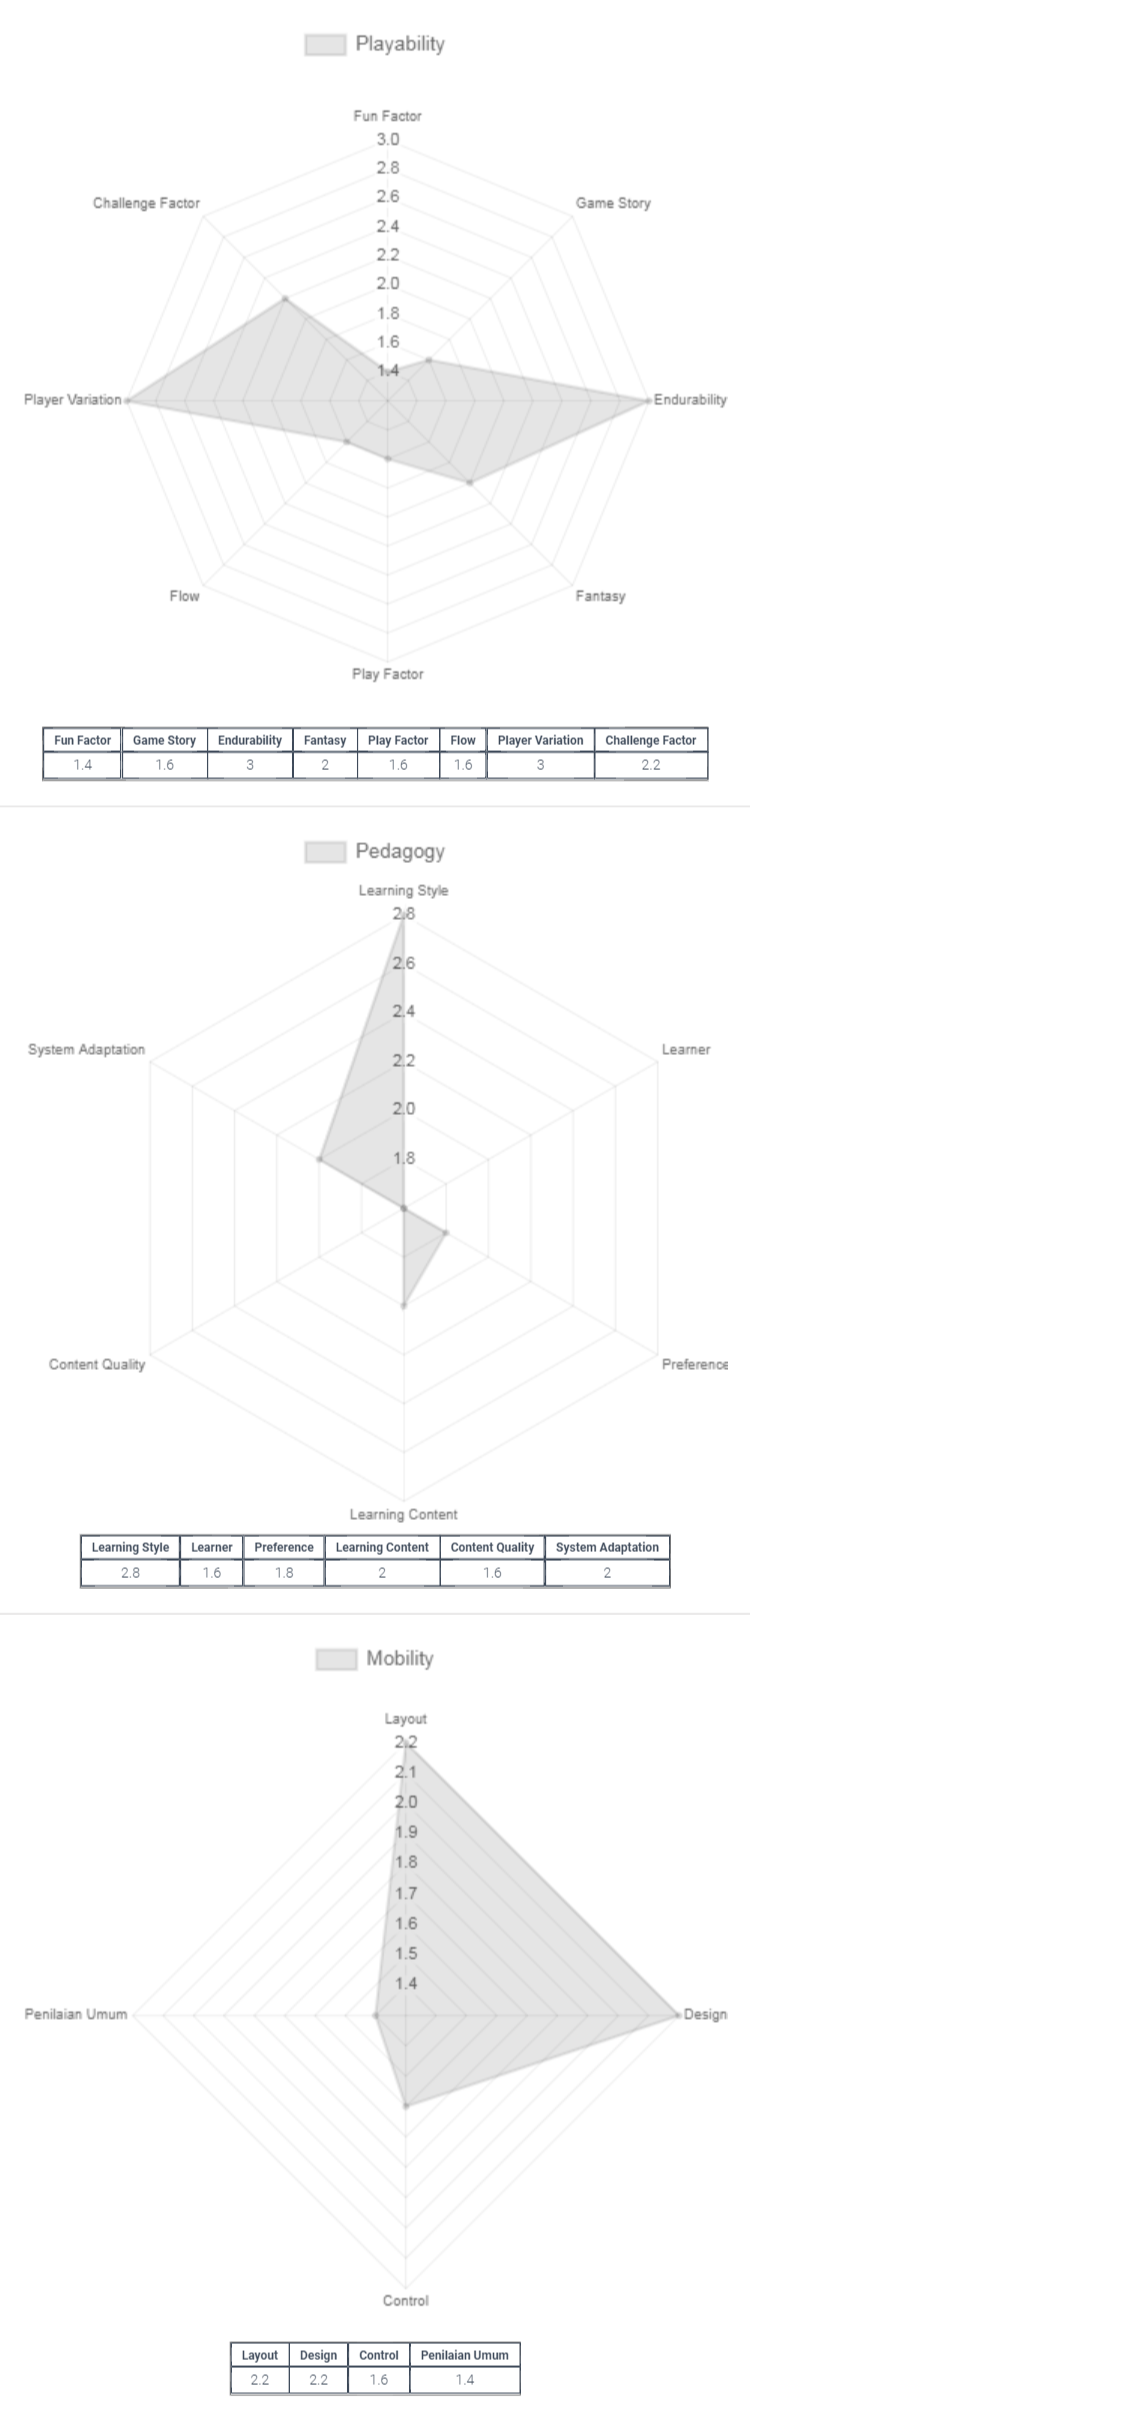 Playability
Fun Factor
3.0
2.8
2.6
Challenge Factor Game Story
2.4
2.2
2.0
1.8
1.6
1.4
Player Variation Endurability
Flow Fantasy
Play Factor
Fun Factor Game Story Endurability Fantasy Play Factor Flow Player Variation Challenge Factor
1.4 1.6 3 2 1.6 1.6 3 2.2
Pedagogy
Learning Style
2.8
2.6
2.4
System Adaptation Learner
2.2
2.0
1.8
Content Quality Preference
Learning Content
Learning Style Learner Preference Learning Content Content Quality System Adaptation
2.8 1.6 1.8 2 1.6 2
Mobility
Layout
2.2
2.1
2.0
1.9
1.8
1.7
1.6
1.5
1.4
Penilaian Umum Design
Control
Layout Design Control Penilaian Umum
2.2 2.2 1.6 1.4